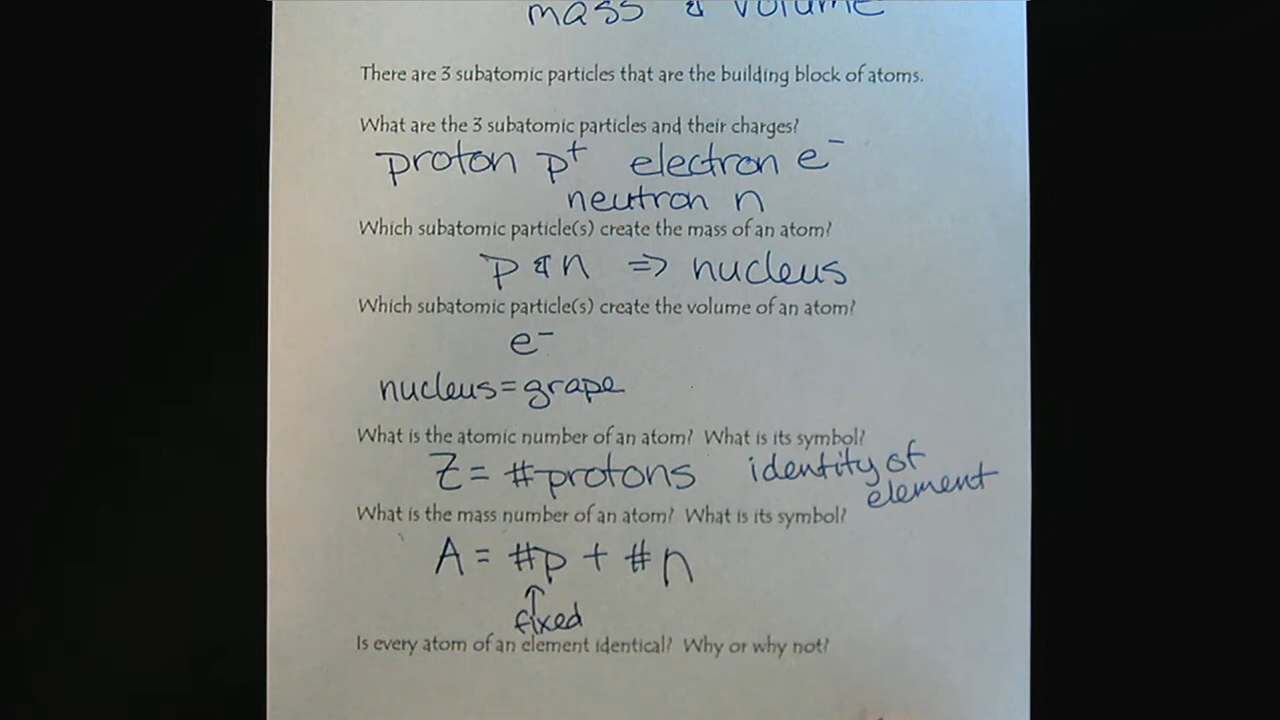 mass & volume
There are 3 subatomic particles that are the building block of atoms.
What are the 3 subatomic particles and their charges?
proton p⁺ electron e⁻
neutron n
Which subatomic particle(s) create the mass of an atom?
p & n ⇒ nucleus
Which subatomic particle(s) create the volume of an atom?
e⁻
nucleus = grape
What is the atomic number of an atom? What is its symbol?
Z = # protons identity of
element
What is the mass number of an atom? What is its symbol?
A = #p + #n
↑
fixed
Is every atom of an element identical? Why or why not?